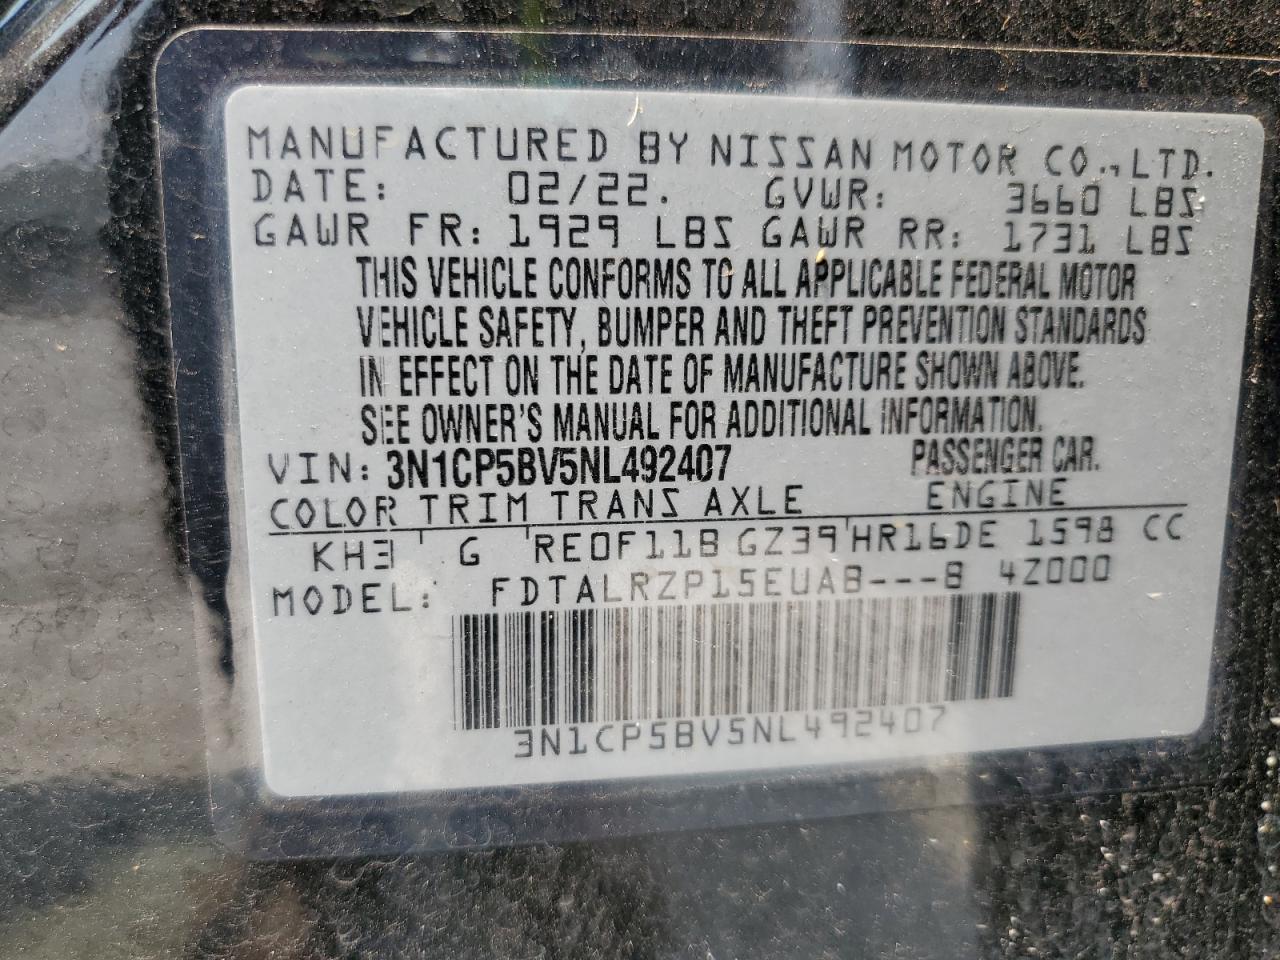 MANUFACTURED BY NISSAN MOTOR CO., LTD.
DATE: 02/22. GVWR: 3660 LBS
GAWR FR: 1929 LBS GAWR RR: 1731 LBS
THIS VEHICLE CONFORMS TO ALL APPLICABLE FEDERAL MOTOR
VEHICLE SAFETY, BUMPER AND THEFT PREVENTION STANDARDS
IN EFFECT ON THE DATE OF MANUFACTURE SHOWN ABOVE.
SEE OWNER'S MANUAL FOR ADDITIONAL INFORMATION.
VIN: 3N1CP5BV5NL492407 PASSENGER CAR.
COLOR TRIM TRANS AXLE ENGINE
KH3 ' G ' RE0F11B GZ39 ' HR16DE 1598 CC
MODEL: FDTALRZP15EUAB---B 4Z000
3N1CP5BV5NL492407